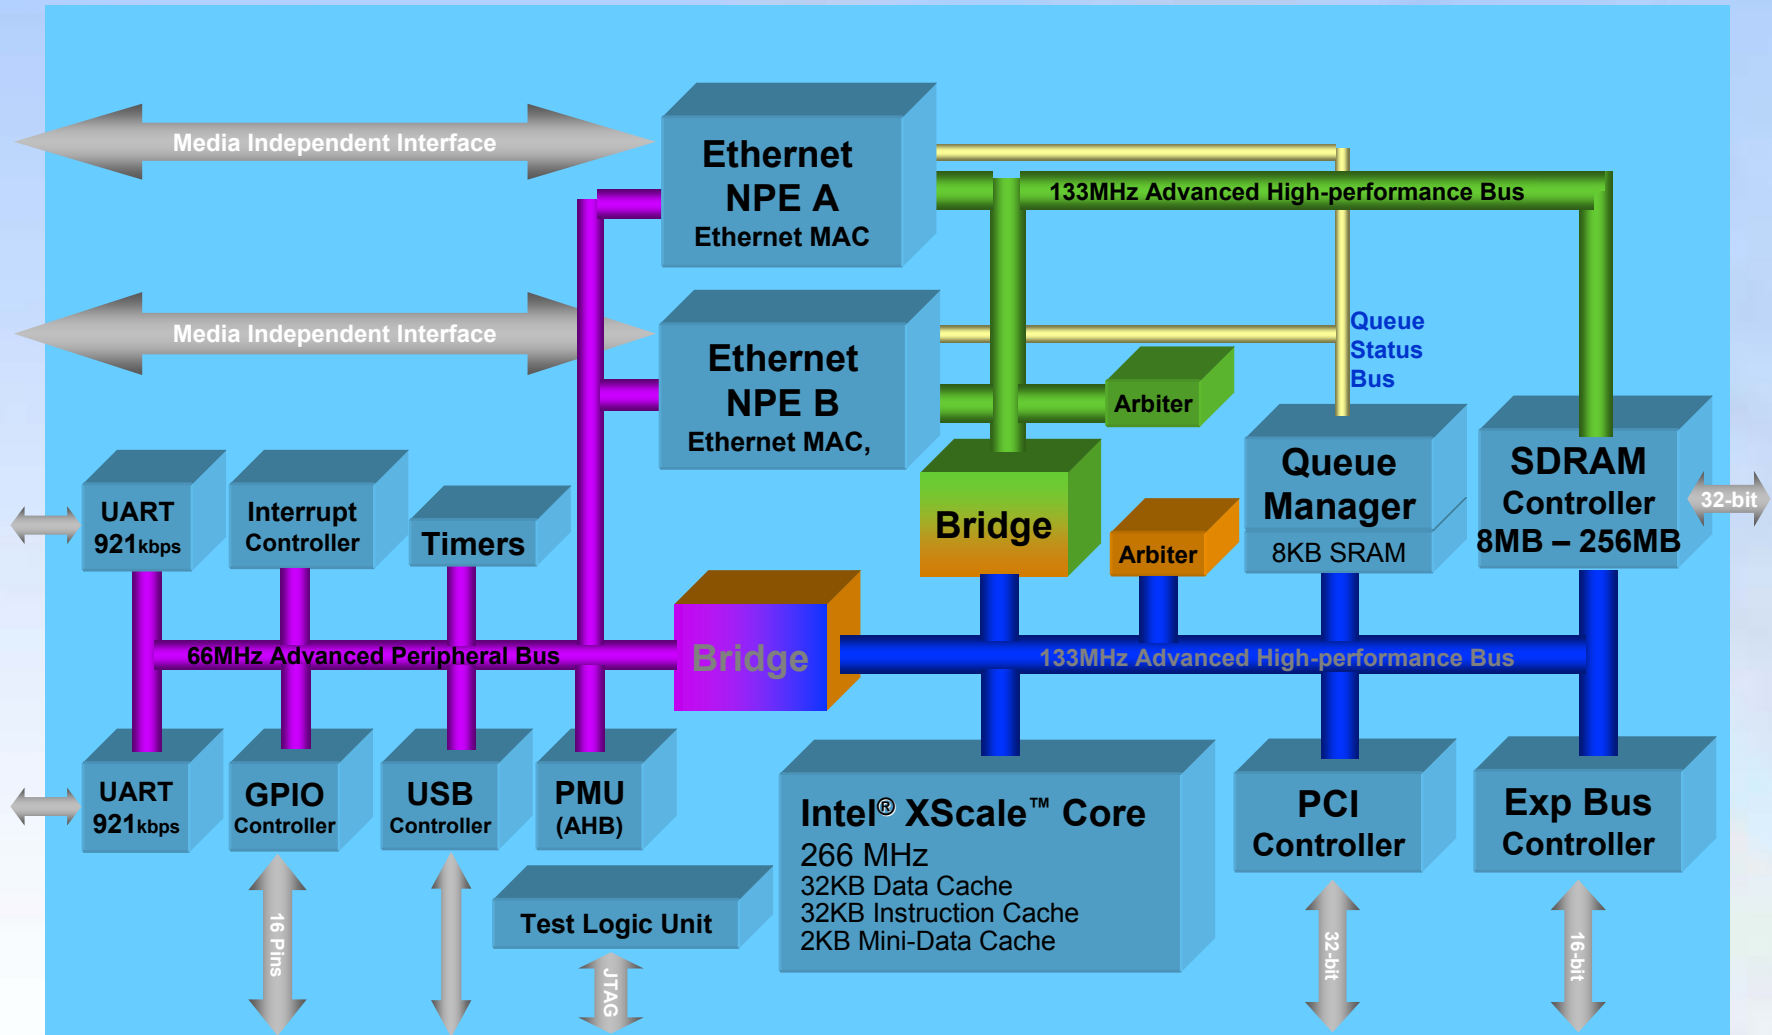 Media Independent Interface
Ethernet
NPE A
Ethernet MAC
133MHz Advanced High-performance Bus
Media Independent Interface
Ethernet
NPE B
Ethernet MAC,
Queue
Status
Bus
Arbiter
UART
921kbps
Interrupt
Controller
Timers
Bridge
Arbiter
Queue
Manager
8KB SRAM
SDRAM
Controller
8MB – 256MB
32-bit
66MHz Advanced Peripheral Bus
Bridge
133MHz Advanced High-performance Bus
UART
921kbps
GPIO
Controller
USB
Controller
PMU
(AHB)
Intel® XScale™ Core
266 MHz
32KB Data Cache
32KB Instruction Cache
2KB Mini-Data Cache
PCI
Controller
Exp Bus
Controller
Test Logic Unit
16 Pins
JTAG
32-bit
16-bit